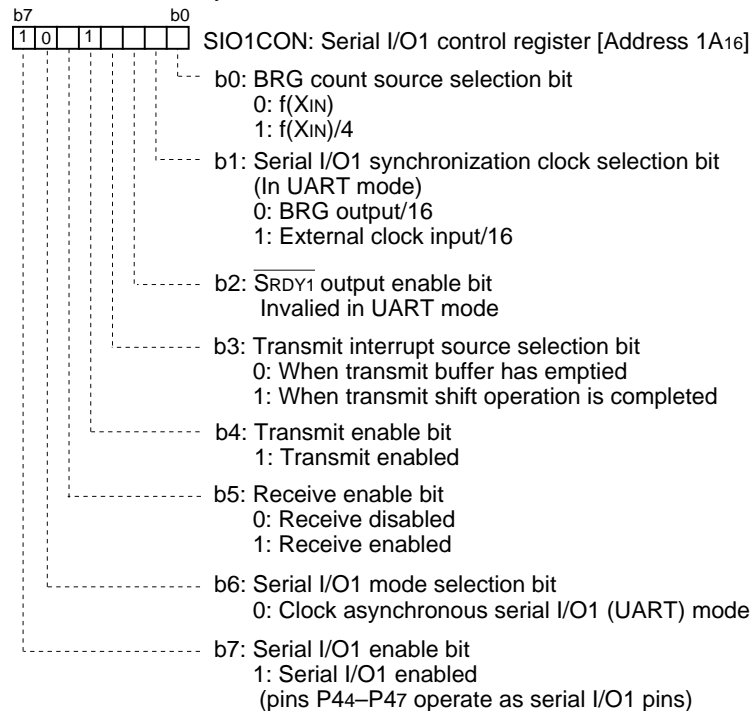 b7 b0
1 0 1 SIO1CON: Serial I/O1 control register [Address 1A16]
b0: BRG count source selection bit
0: f(XIN)
1: f(XIN)/4
b1: Serial I/O1 synchronization clock selection bit
(In UART mode)
0: BRG output/16
1: External clock input/16
b2: SRDY1 output enable bit
Invalied in UART mode
b3: Transmit interrupt source selection bit
0: When transmit buffer has emptied
1: When transmit shift operation is completed
b4: Transmit enable bit
1: Transmit enabled
b5: Receive enable bit
0: Receive disabled
1: Receive enabled
b6: Serial I/O1 mode selection bit
0: Clock asynchronous serial I/O1 (UART) mode
b7: Serial I/O1 enable bit
1: Serial I/O1 enabled
(pins P44–P47 operate as serial I/O1 pins)